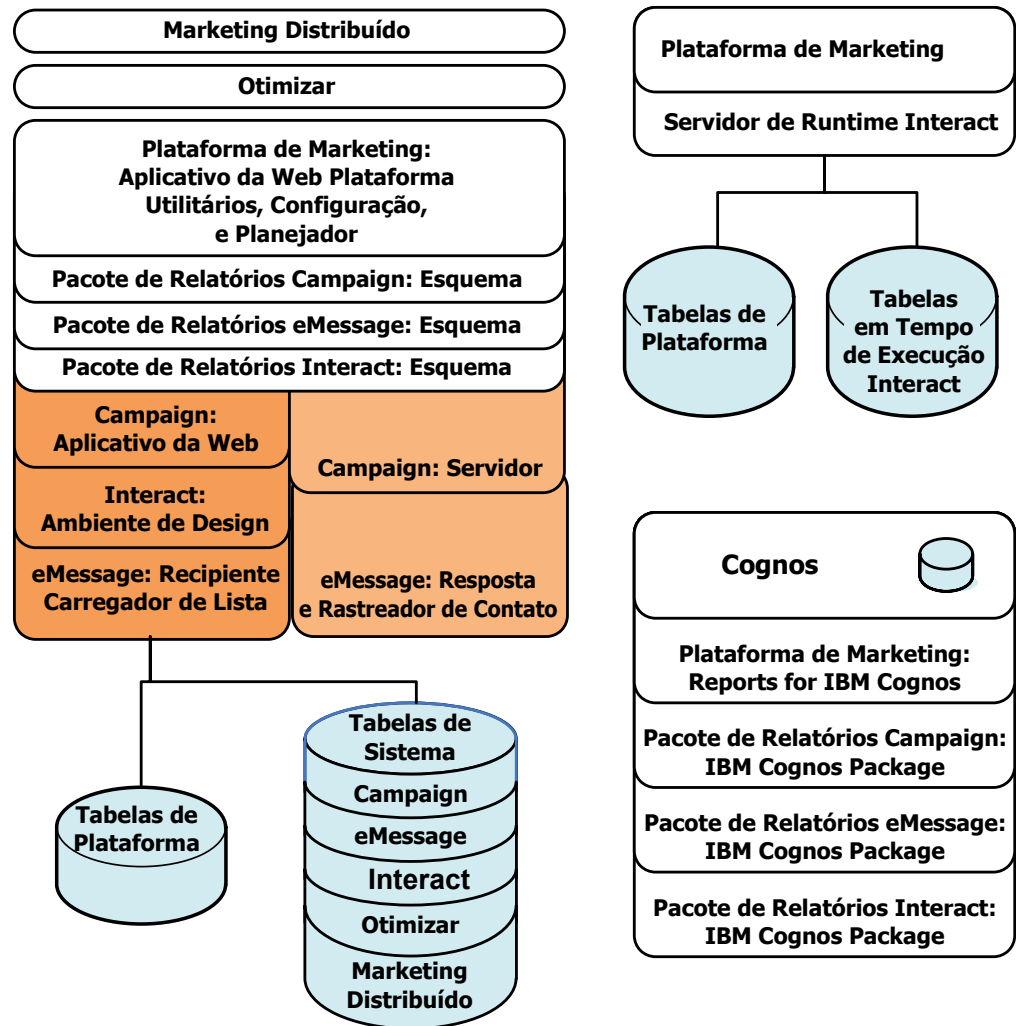 Marketing Distribuído
Otimizar
Plataforma de Marketing:
Aplicativo da Web Plataforma
Utilitários, Configuração,
e Planejador
Pacote de Relatórios Campaign: Esquema
Pacote de Relatórios eMessage: Esquema
Pacote de Relatórios Interact: Esquema
Campaign:
Aplicativo da Web
Campaign: Servidor
Interact:
Ambiente de Design
eMessage: Recipiente
Carregador de Lista
eMessage: Resposta
e Rastreador de Contato
Tabelas de
Plataforma
Tabelas de
Sistema
Campaign
eMessage
Interact
Otimizar
Marketing
Distribuído
Plataforma de Marketing
Servidor de Runtime Interact
Tabelas de
Plataforma
Tabelas
em Tempo
de Execução
Interact
Cognos
Plataforma de Marketing:
Reports for IBM Cognos
Pacote de Relatórios Campaign:
IBM Cognos Package
Pacote de Relatórios eMessage:
IBM Cognos Package
Pacote de Relatórios Interact:
IBM Cognos Package